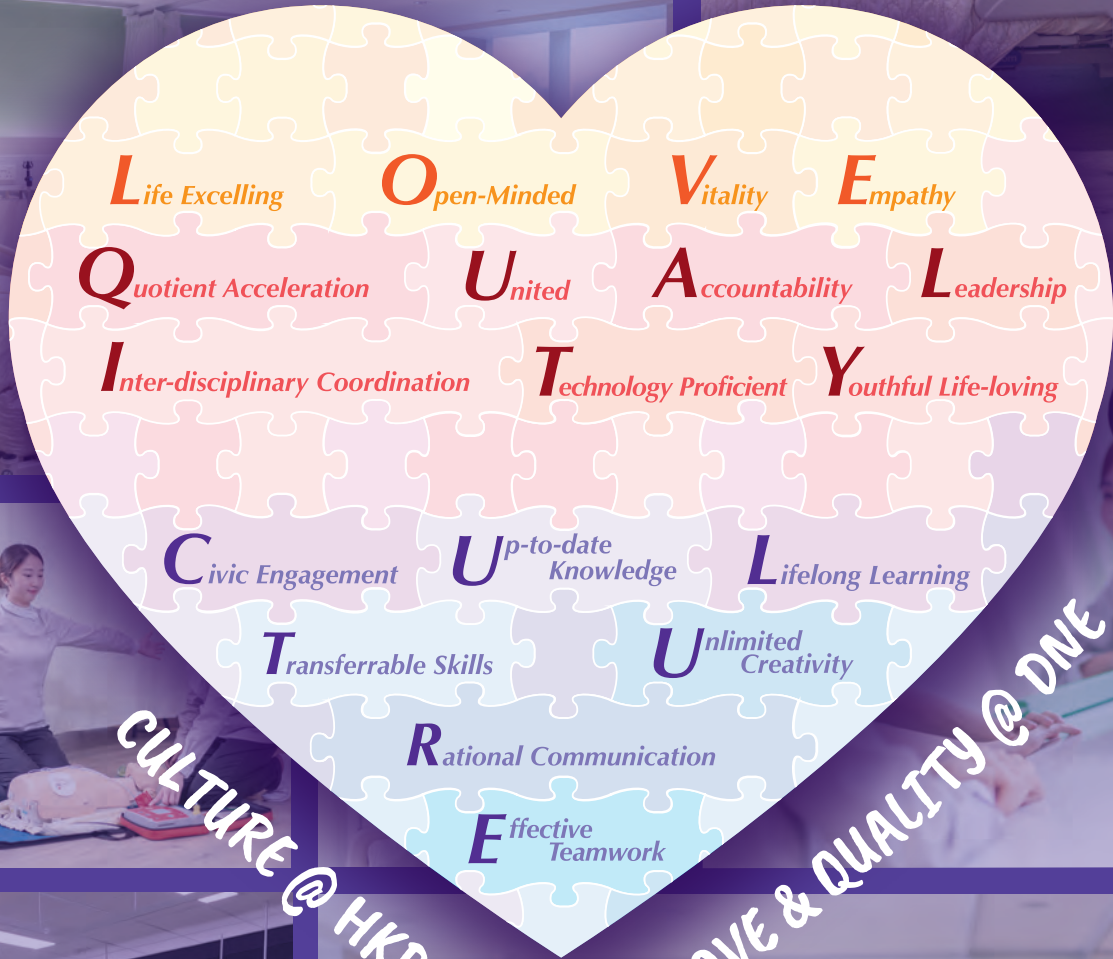 Life Excelling Open-Minded Vitality Empathy
Quotient Acceleration United Accountability Leadership
Inter-disciplinary Coordination Technology Proficient Youthful Life-loving
Civic Engagement Up-to-date Knowledge Lifelong Learning
Transferrable Skills Unlimited Creativity
Rational Communication
Effective Teamwork
CULTURE @ HKP
OVE & QUALITY @ DNE